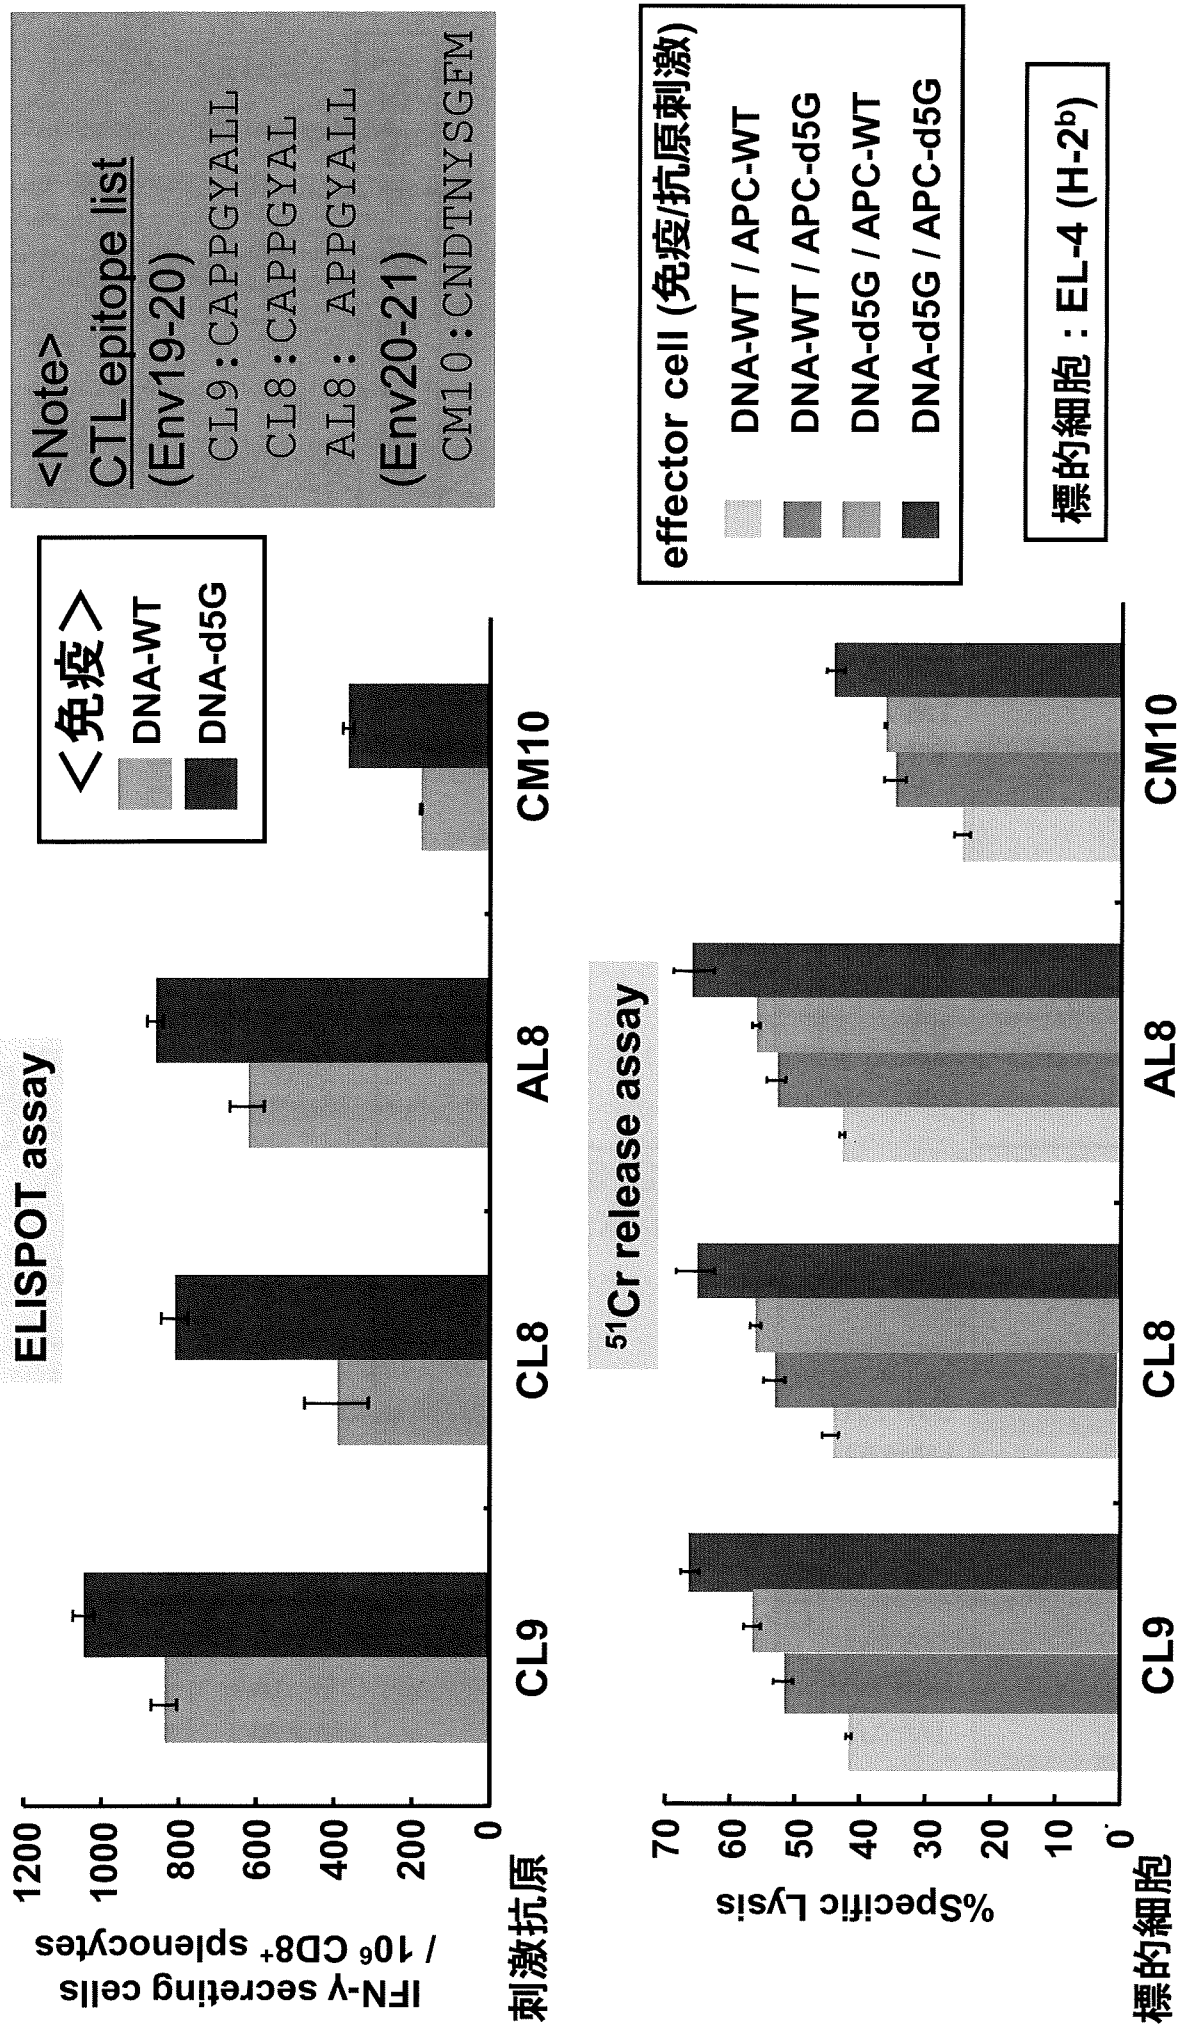 ELISPOT assay
IFN-γ secreting cells
/ 10⁶ CD8⁺ splenocytes
1200
1000
800
600
400
200
0
刺激抗原
CL9
CL8
AL8
CM10
＜免疫＞
DNA-WT
DNA-d5G
<Note>
CTL epitope list
(Env19-20)
CL9:CAPPGYALL
CL8:CAPPGYAL
AL8: APPGYALL
(Env20-21)
CM10:CNDTNYSGFM
⁵¹Cr release assay
%Specific Lysis
70
60
50
40
30
20
10
0
標的細胞
CL9
CL8
AL8
CM10
effector cell (免疫/抗原刺激)
DNA-WT / APC-WT
DNA-WT / APC-d5G
DNA-d5G / APC-WT
DNA-d5G / APC-d5G
標的細胞 : EL-4 (H-2ᵇ)